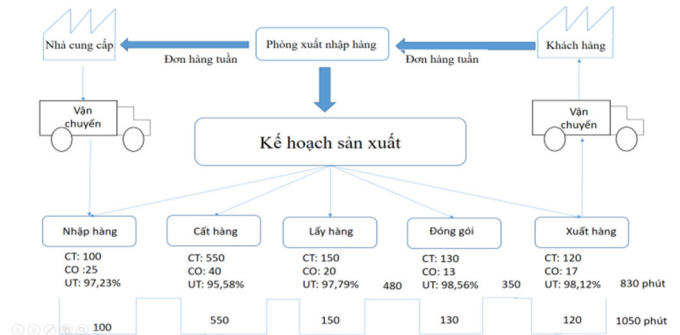 Nhà cung cấp
Đơn hàng tuần
Phòng xuất nhập hàng
Đơn hàng tuần
Khách hàng
Vận
chuyển
Vận
chuyển
Kế hoạch sản xuất
Nhập hàng
Cất hàng
Lấy hàng
Đóng gói
Xuất hàng
CT: 100
CO :25
UT: 97,23%
CT: 550
CO: 40
UT: 95,58%
CT: 150
CO: 20
UT: 97,79%
480
CT: 130
CO: 13
UT: 98,56%
350
CT: 120
CO: 17
UT: 98,12%
830 phút
100
550
150
130
120
1050 phút